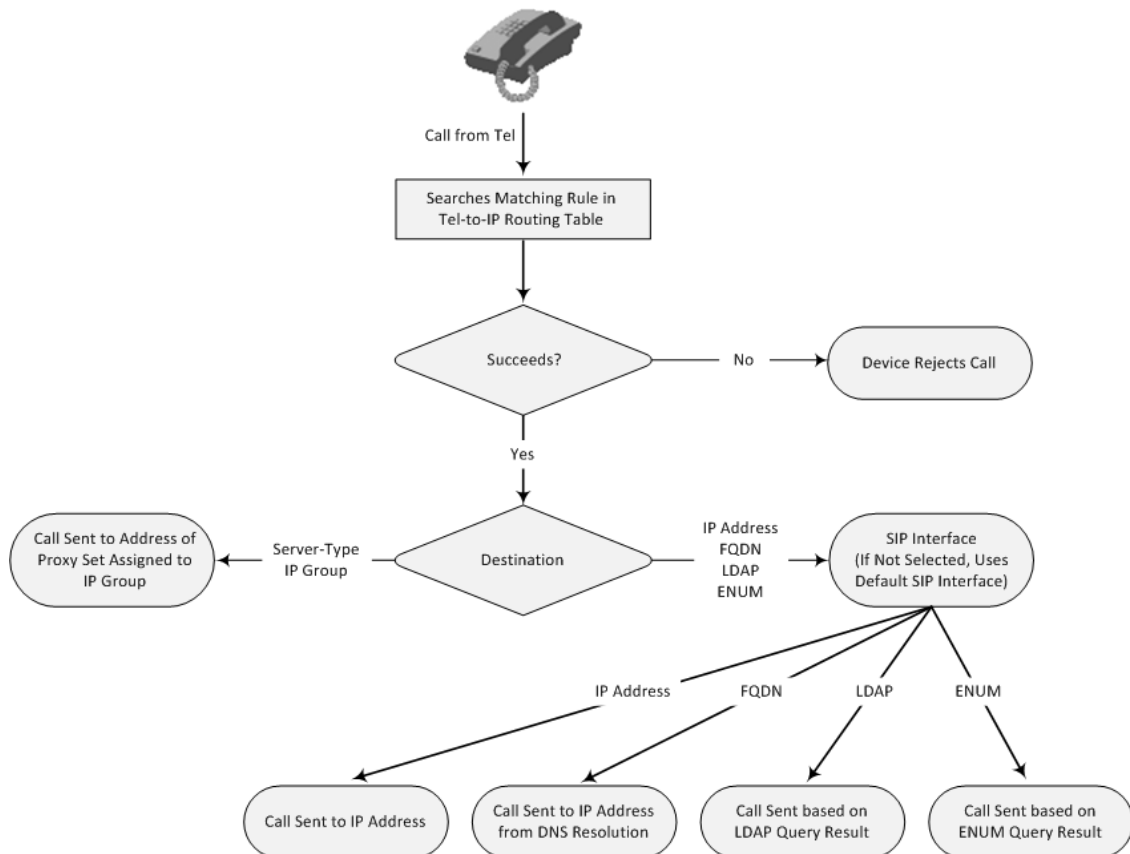 Call from Tel
Searches Matching Rule in
Tel-to-IP Routing Table
Succeeds?
No
Device Rejects Call
Yes
Call Sent to Address of
Proxy Set Assigned to
IP Group
Server-Type
IP Group
Destination
IP Address
FQDN
LDAP
ENUM
SIP Interface
(If Not Selected, Uses
Default SIP Interface)
IP Address
FQDN
LDAP
ENUM
Call Sent to IP Address
Call Sent to IP Address
from DNS Resolution
Call Sent based on
LDAP Query Result
Call Sent based on
ENUM Query Result